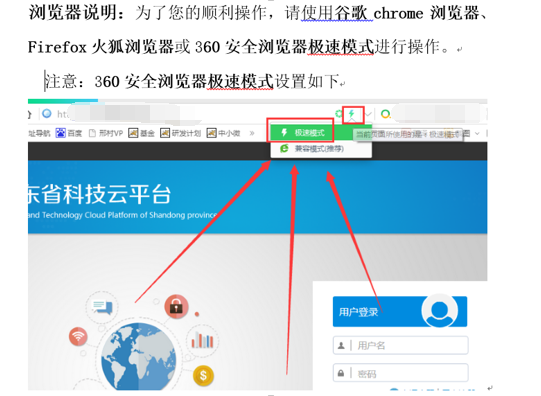 浏览器说明：为了您的顺利操作，请使用谷歌 chrome 浏览器、
Firefox 火狐浏览器或 360 安全浏览器极速模式进行操作。
注意：360 安全浏览器极速模式设置如下
址导航 百度 邢村VP 基金 研发计划 中小微 »
极速模式
兼容模式(推荐)
东省科技云平台
and Technology Cloud Platform of Shandong province
用户登录
用户名
密码